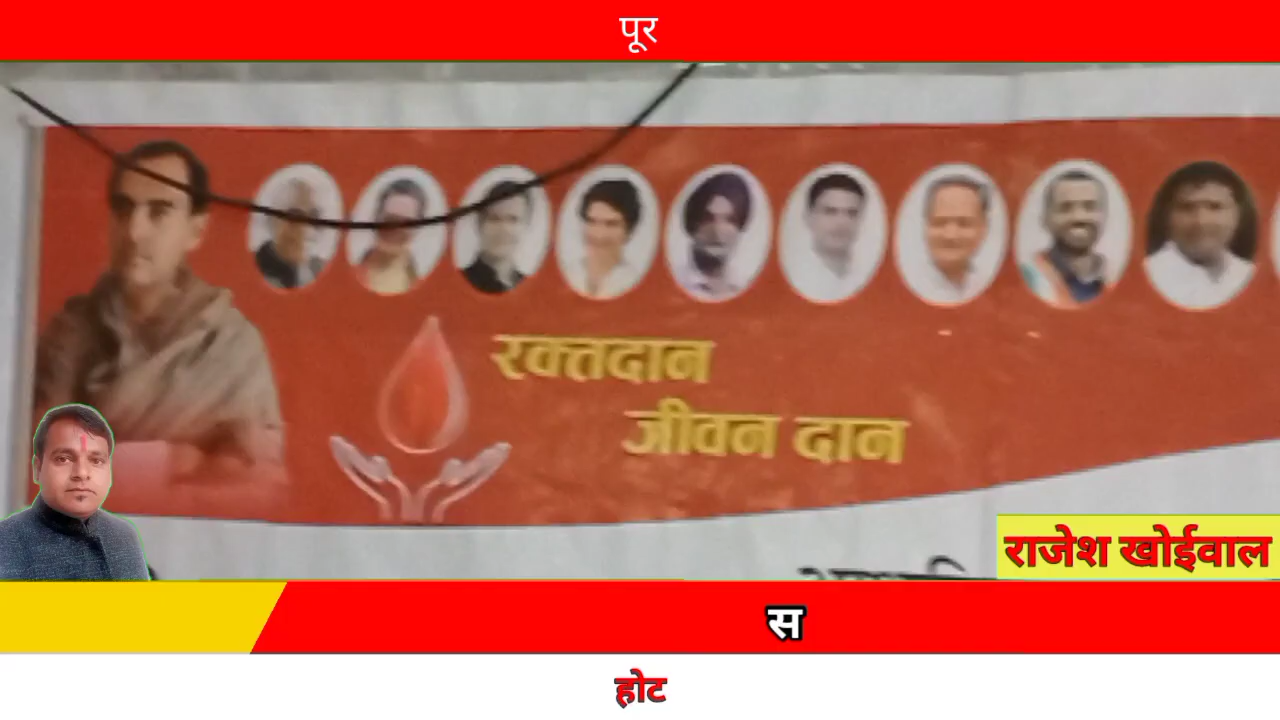 पूर
रक्तदान
जीवन दान
राजेश खोईवाल
स
होट